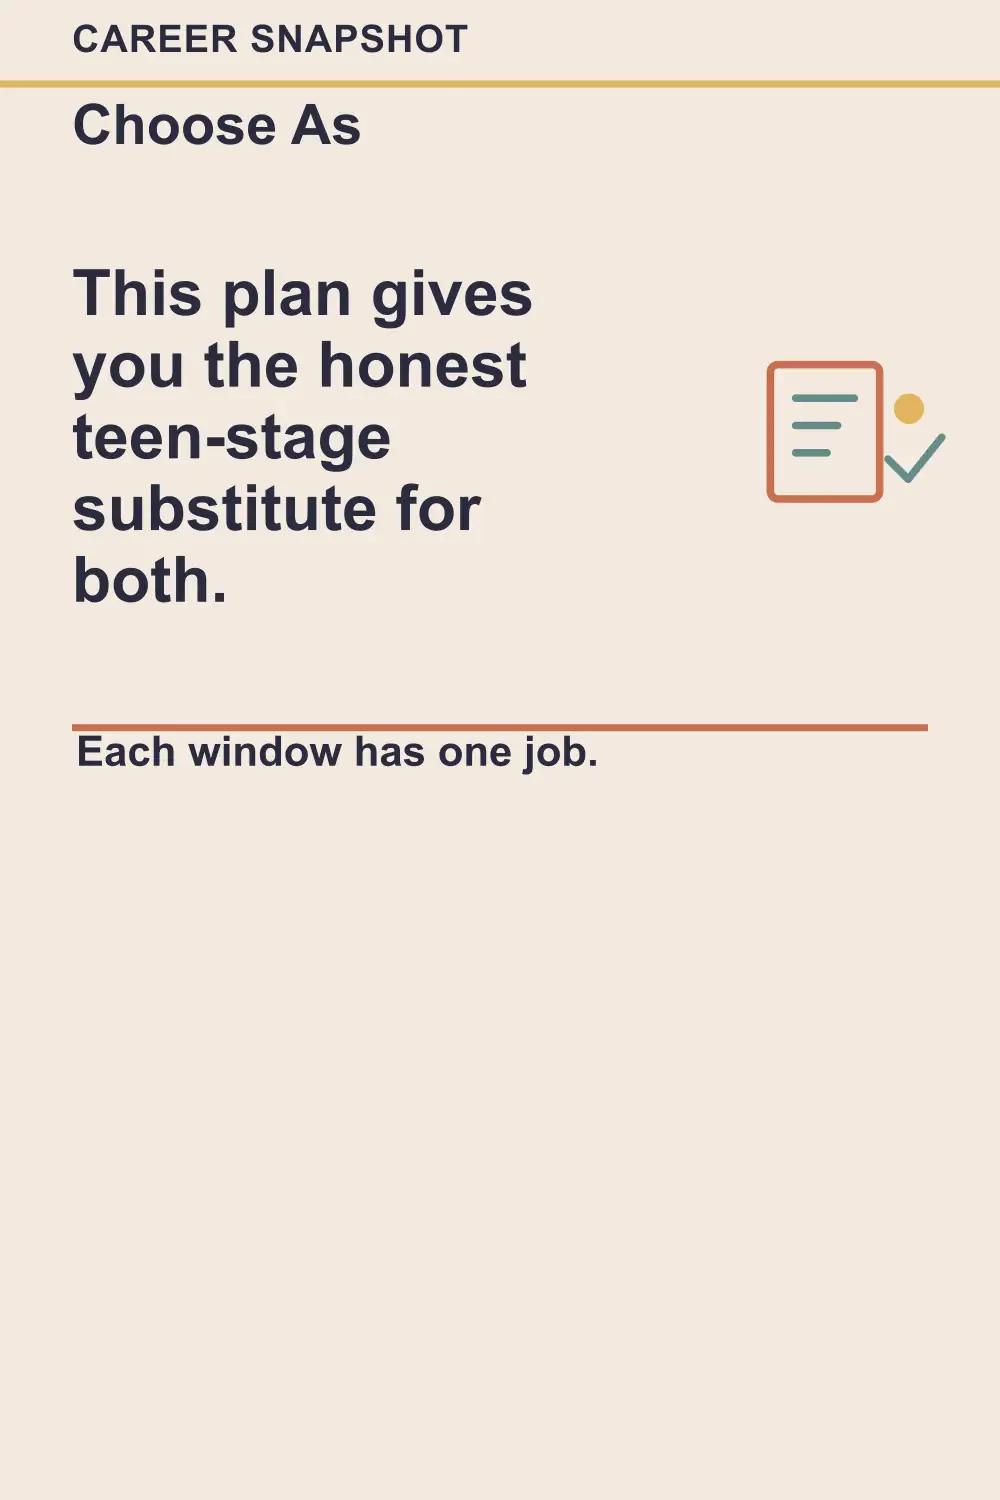 CAREER SNAPSHOT
Choose As
This plan gives
you the honest
teen-stage
substitute for
both.
Each window has one job.